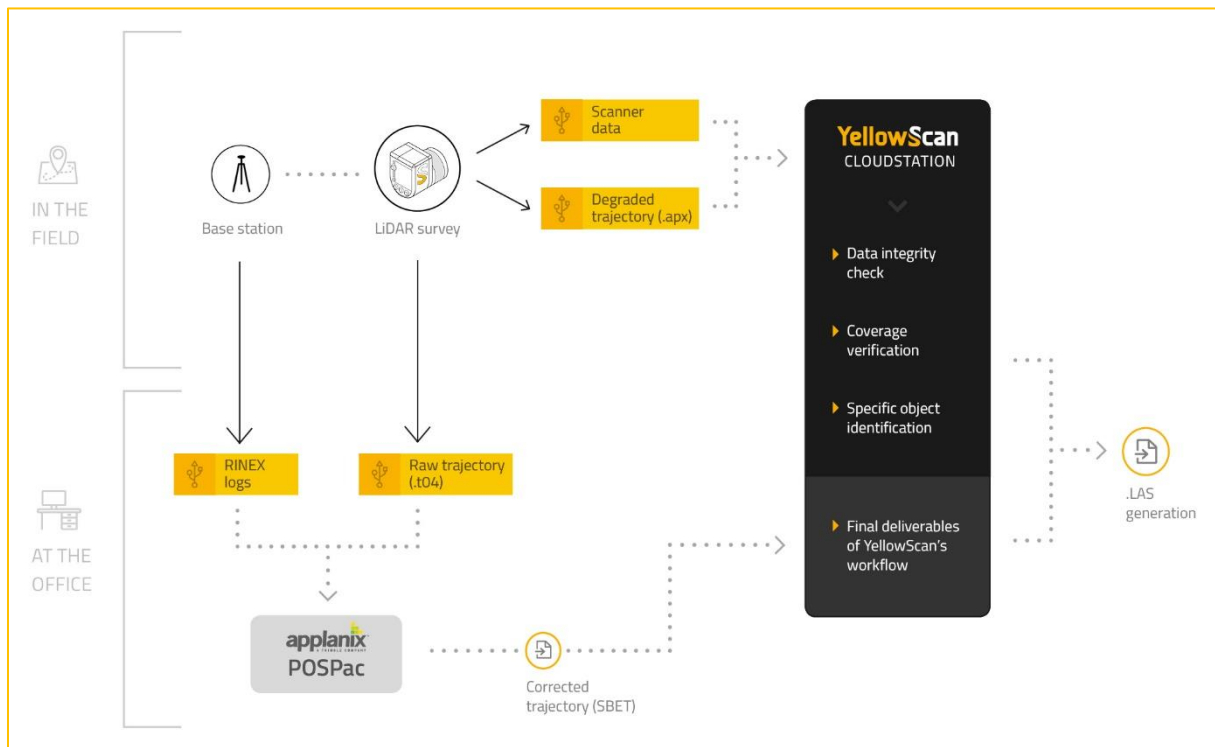 Scanner
data
YellowScan
CLOUDSTATION
IN THE
FIELD
Base station
LiDAR survey
Degraded
trajectory (.apx)
Data integrity
check
Coverage
verification
Specific object
identification
RINEX
logs
Raw trajectory
(.t04)
.LAS
generation
AT THE
OFFICE
Final deliverables
of YellowScan's
workflow
applanix
A TRIMBLE COMPANY
POSPac
Corrected
trajectory (SBET)